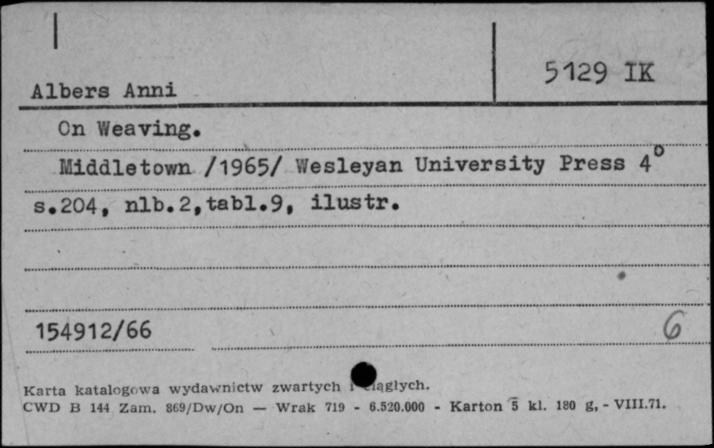 5129 IK
Albers Anni
On Weaving.
Middletown /1965/ Wesleyan University Press 4°
s.204, nlb.2,tabl.9, ilustr.
154912/66
6
Karta katalogowa wydawnictw zwartych i ciągłych.
CWD B 144 Zam. 869/Dw/On — Wrak 719 - 6.520.000 - Karton 5 kl. 180 g, - VIII.71.